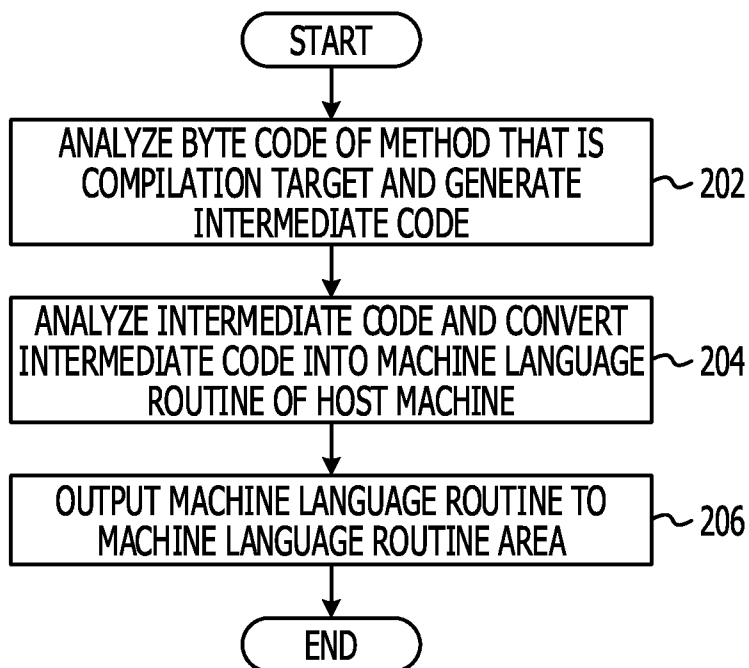 START
ANALYZE BYTE CODE OF METHOD THAT IS
COMPILATION TARGET AND GENERATE
INTERMEDIATE CODE
202
ANALYZE INTERMEDIATE CODE AND CONVERT
INTERMEDIATE CODE INTO MACHINE LANGUAGE
ROUTINE OF HOST MACHINE
204
OUTPUT MACHINE LANGUAGE ROUTINE TO
MACHINE LANGUAGE ROUTINE AREA
206
END